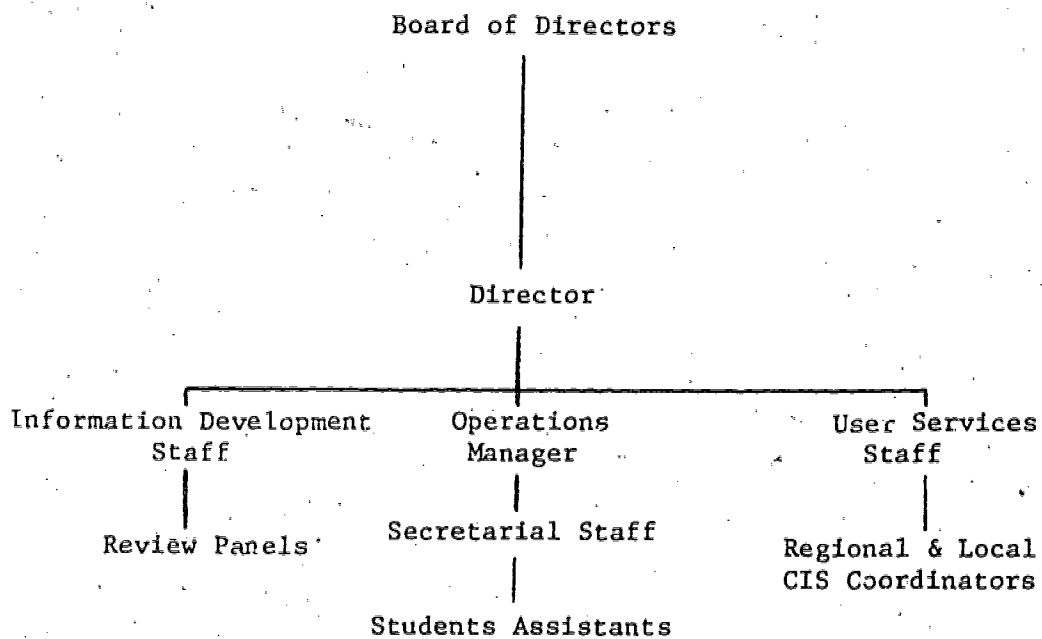 Board of Directors
Director
Information Development
Staff
Operations
Manager
User Services
Staff
Review Panels
Secretarial Staff
Regional & Local
CIS Coordinators
Students Assistants